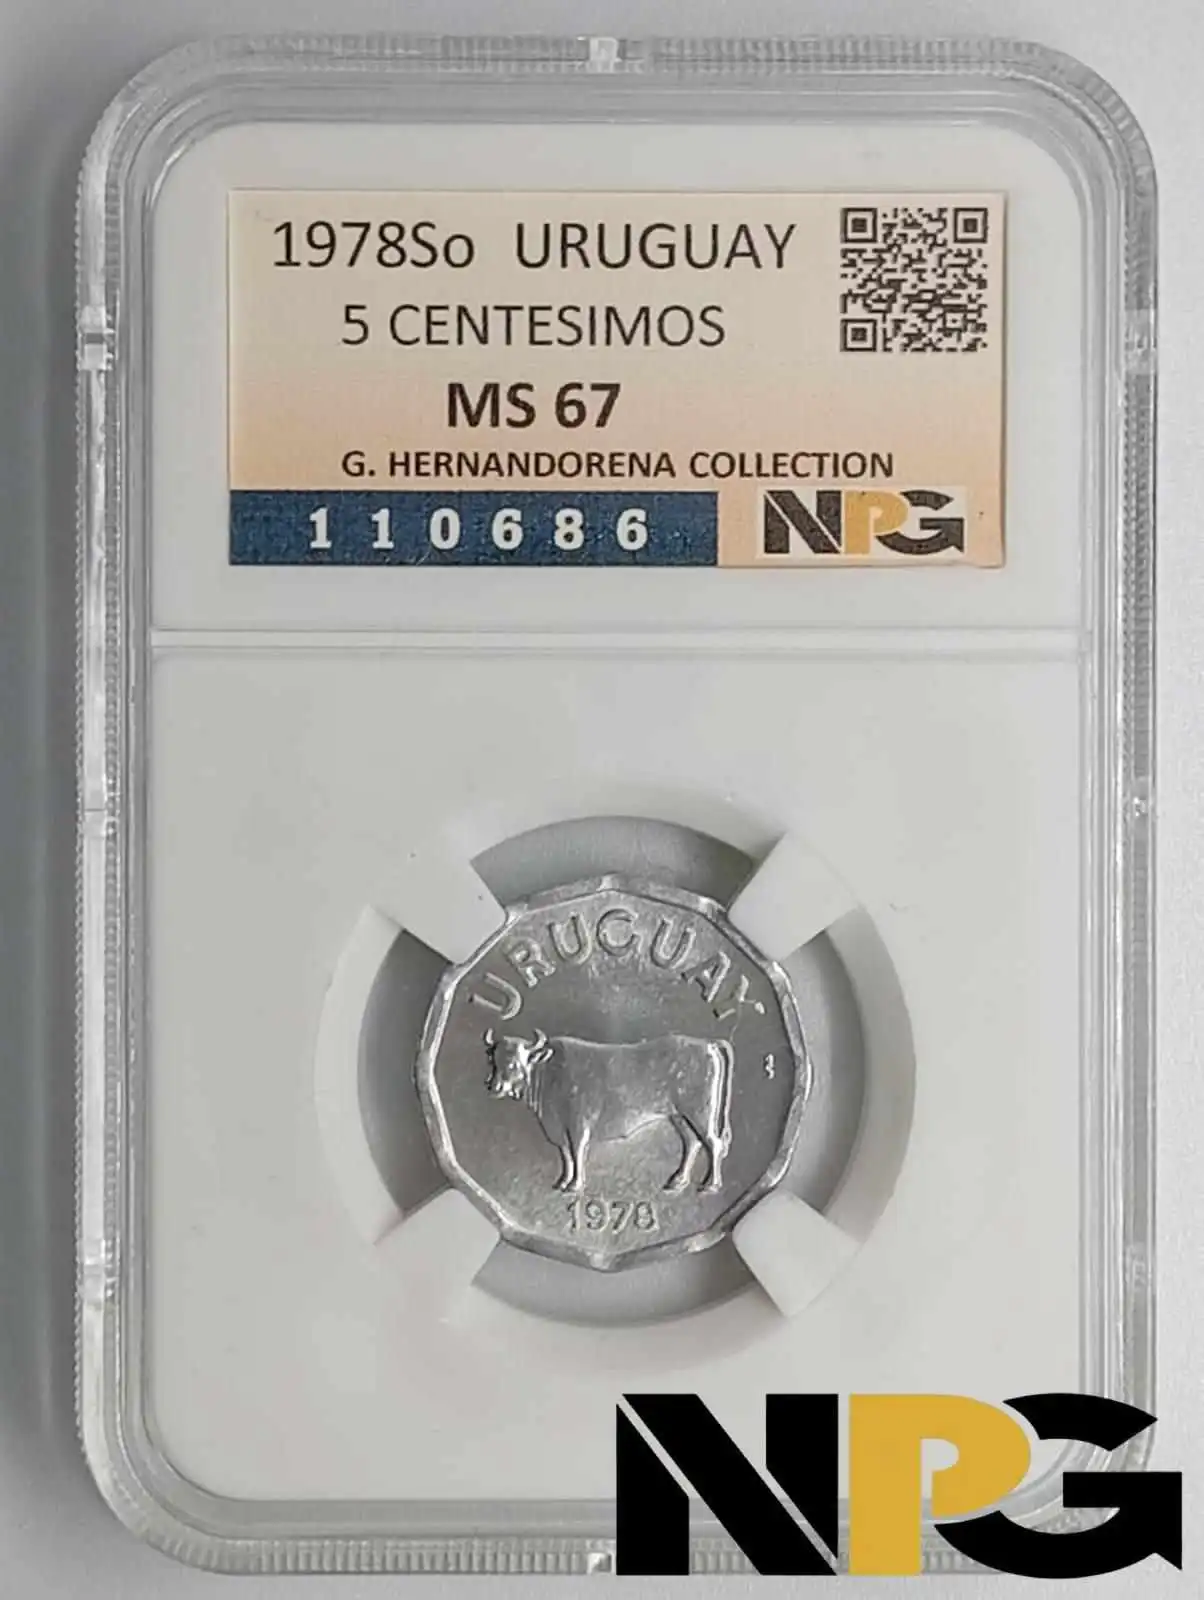 1978So URUGUAY
5 CENTESIMOS
MS 67
G. HERNANDORENA COLLECTION
110686 NPG
URUGUAY
1978
NPG